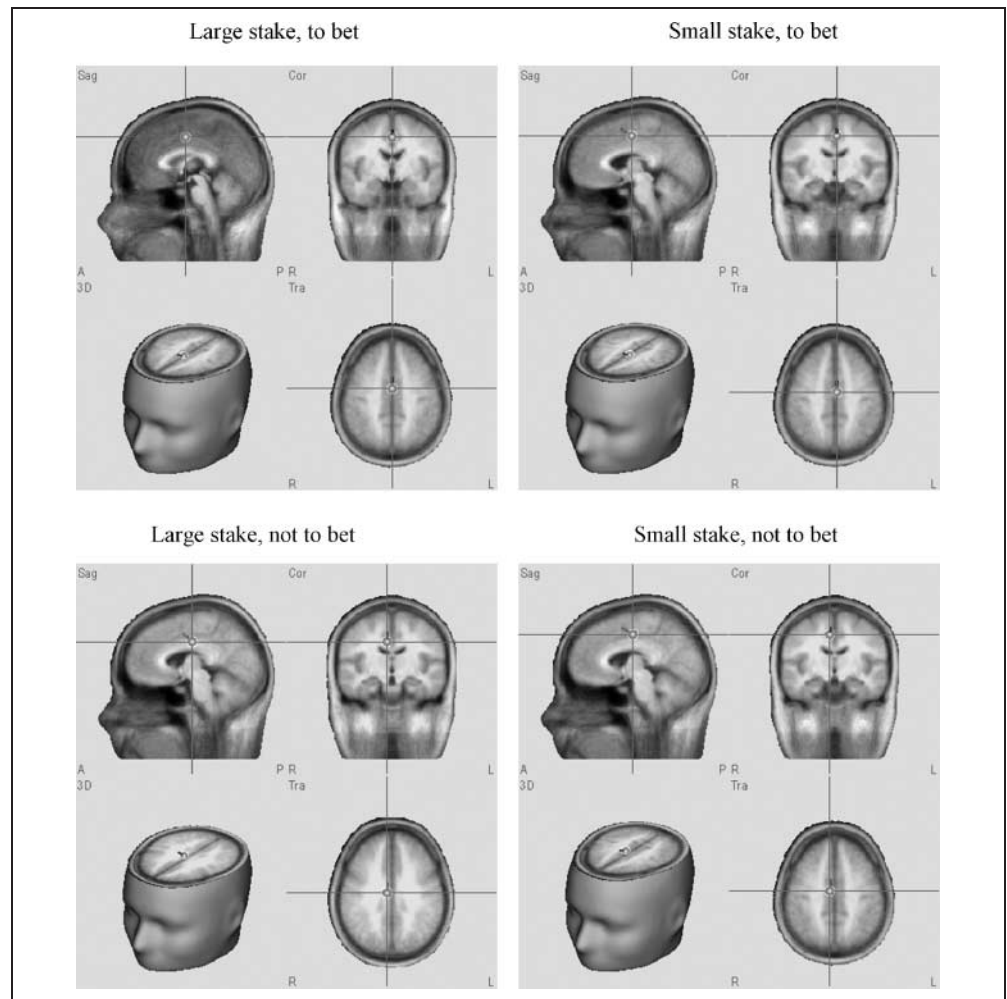 Large stake, to bet
Small stake, to bet
Sag
Cor
A
P R
L
3D
Tra
R
L
Sag
Cor
A
P R
L
3D
Tra
R
L
Large stake, not to bet
Small stake, not to bet
Sag
Cor
A
P R
L
3D
Tra
R
L
Sag
Cor
A
P R
L
3D
Tra
R
L